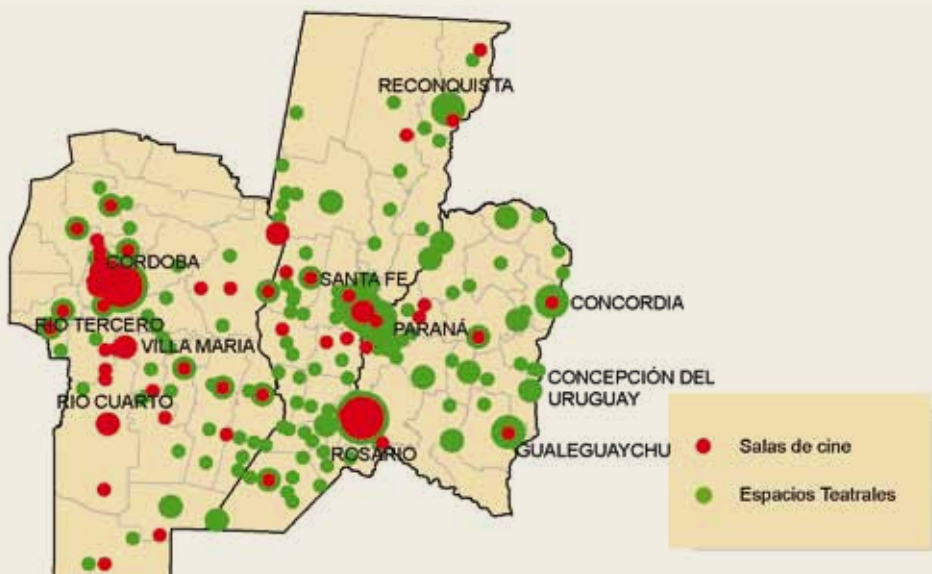 RECONQUISTA
CORDOBA
SANTA FE
CONCORDIA
RIO TERCERO
PARANÁ
VILLA MARIA
CONCEPCIÓN DEL
URUGUAY
RIO CUARTO
ROSARIO
GUALEGUAYCHU
Salas de cine
Espacios Teatrales